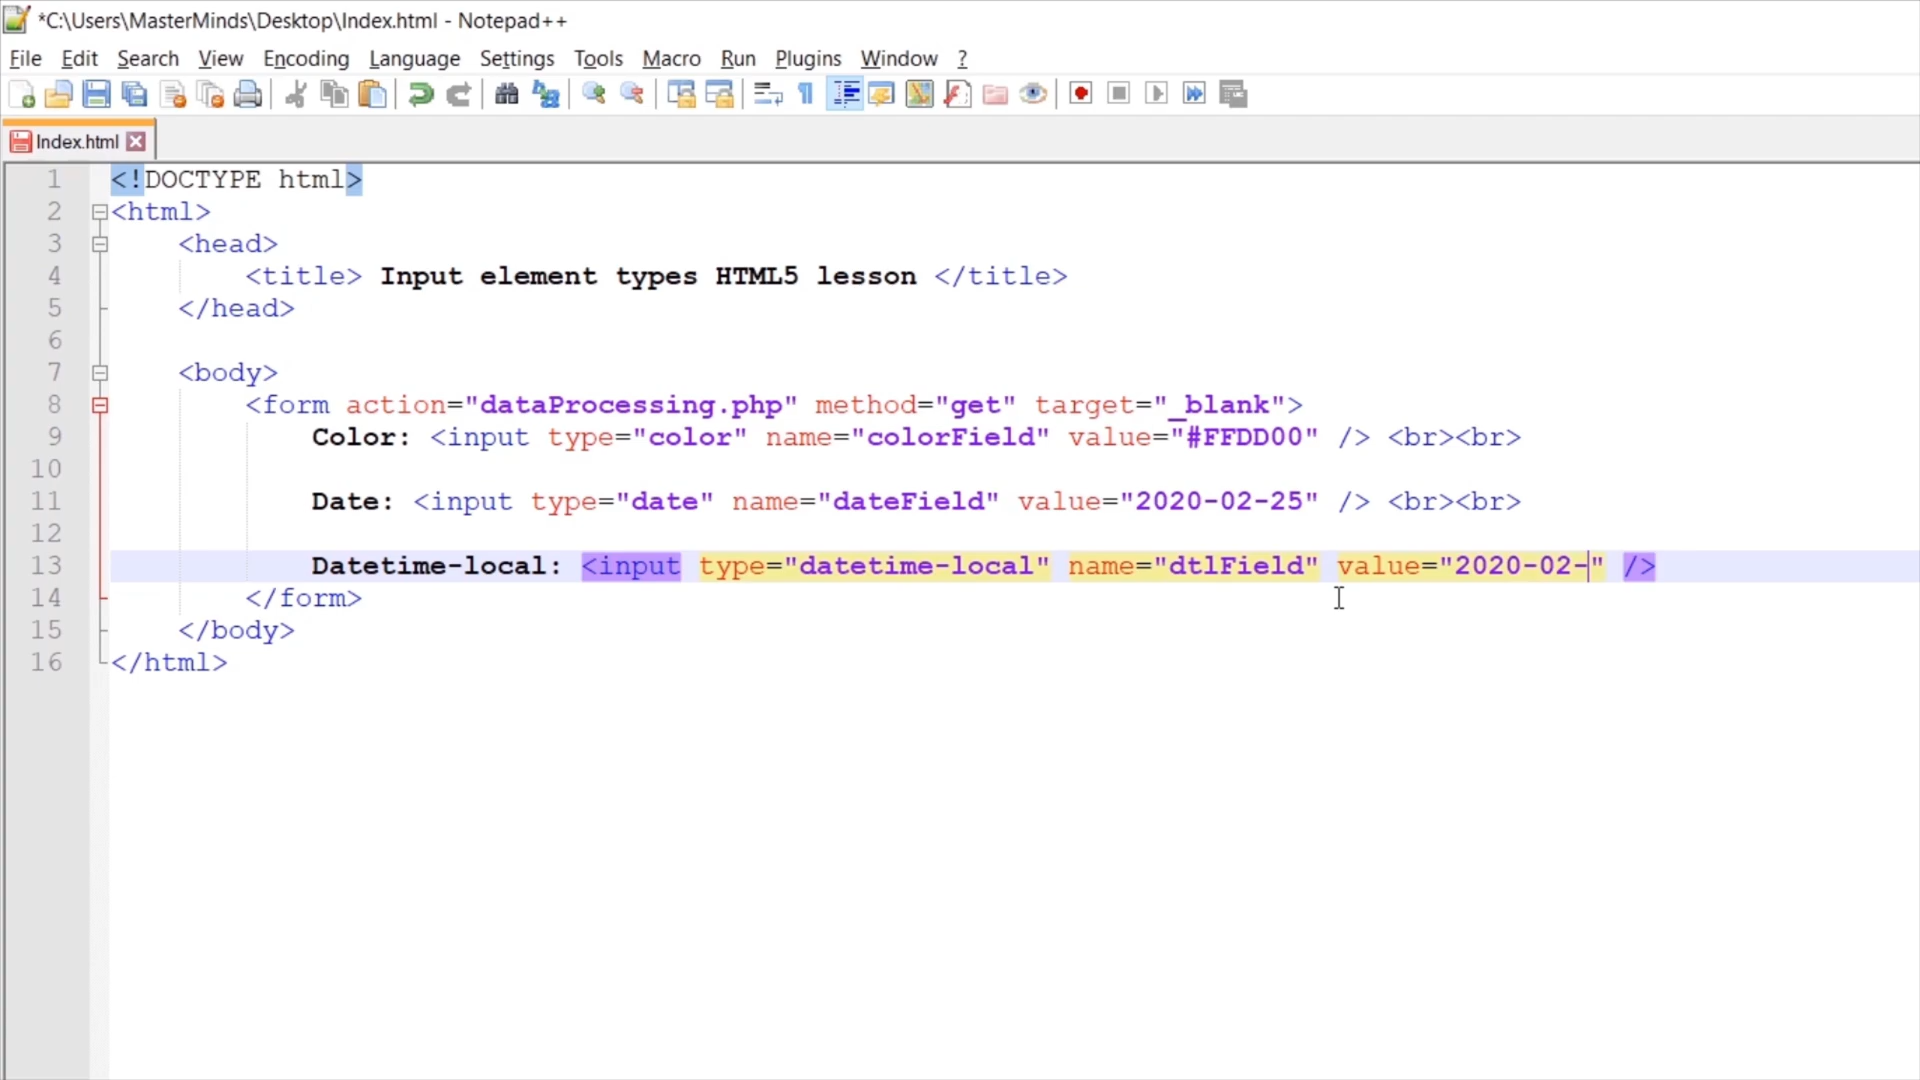 *C:\Users\MasterMinds\Desktop\Index.html - Notepad++
File Edit Search View Encoding Language Settings Tools Macro Run Plugins Window ?
Index.html
1 <!DOCTYPE html>
2 <html>
3 <head>
4 <title> Input element types HTML5 lesson </title>
5 </head>
6
7 <body>
8 <form action="dataProcessing.php" method="get" target="_blank">
9 Color: <input type="color" name="colorField" value="#FFDD00" /> <br><br>
10
11 Date: <input type="date" name="dateField" value="2020-02-25" /> <br><br>
12
13 Datetime-local: <input type="datetime-local" name="dtlField" value="2020-02-" />
14 </form>
15 </body>
16 </html>